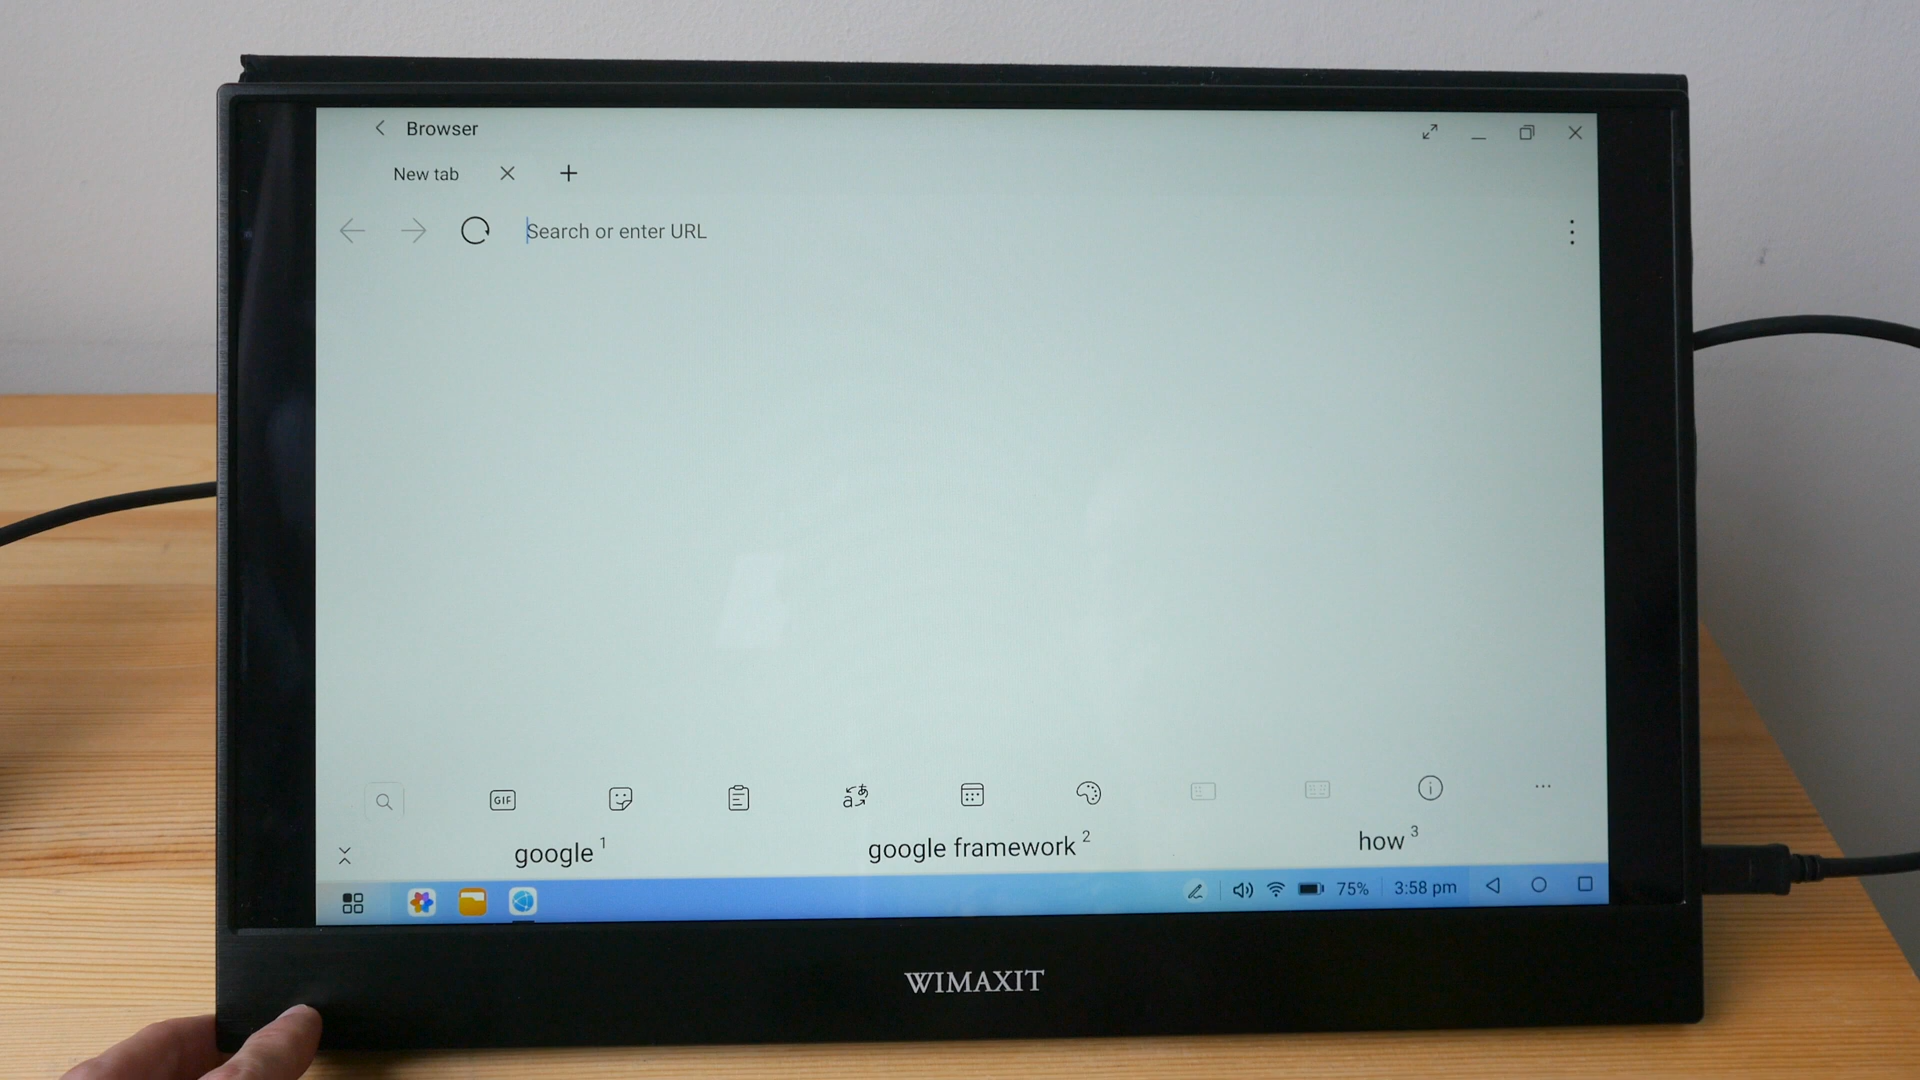 Browser
New tab
Search or enter URL
GIF
a あ
google 1 google framework 2 how 3
75% 3:58 pm
WIMAXIT